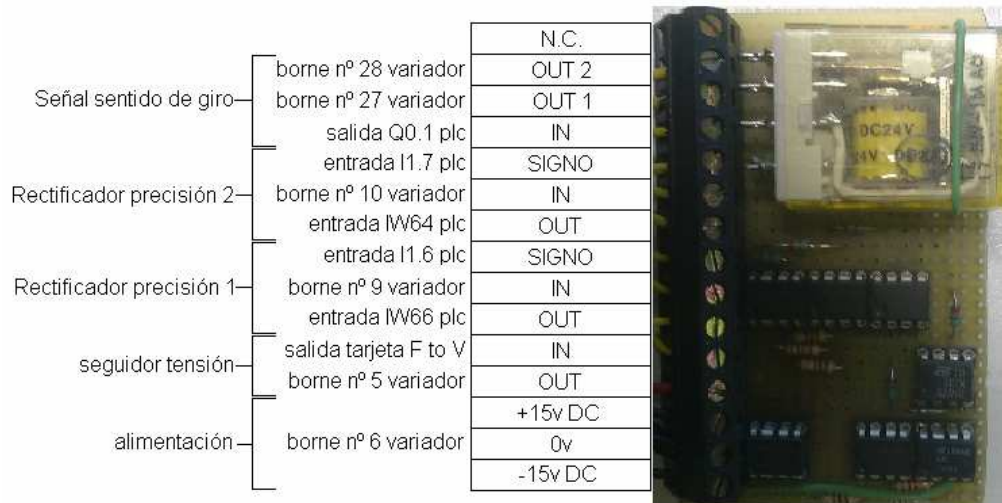 N.C.
borne nº 28 variador OUT 2
Señal sentido de giro borne nº 27 variador OUT 1
salida Q0.1 plc IN
entrada I1.7 plc SIGNO
Rectificador precisión 2 borne nº 10 variador IN
entrada IW64 plc OUT
entrada I1.6 plc SIGNO
Rectificador precisión 1 borne nº 9 variador IN
entrada IW66 plc OUT
salida tarjeta F to V IN
seguidor tensión
borne nº 5 variador OUT
+15v DC
alimentación borne nº 6 variador 0v
-15v DC
DC24V